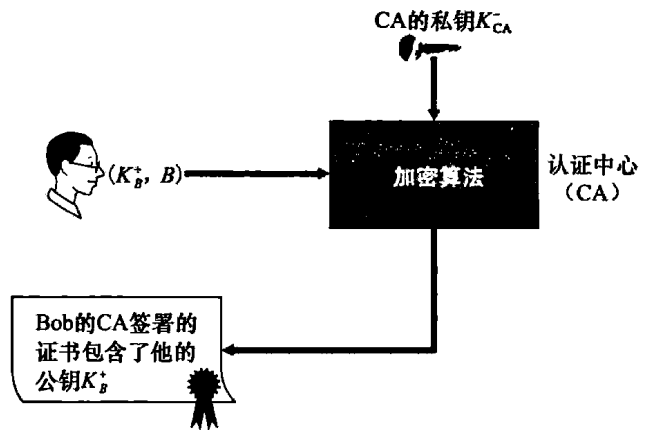 CA的私钥K⁻CA
(K⁺B, B)
加密算法
认证中心
（CA）
Bob的CA签署的
证书包含了他的
公钥K⁺B